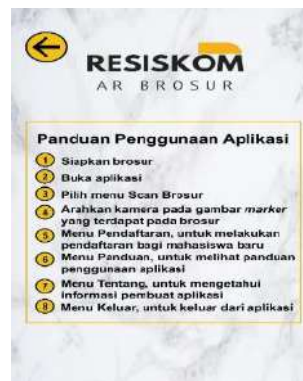 RESISKOM
AR BROSUR
Panduan Penggunaan Aplikasi
1 Siapkan brosur
2 Buka aplikasi
3 Pilih menu Scan Brosur
4 Arahkan kamera pada gambar marker
yang terdapat pada brosur
5 Menu Pendaftaran, untuk melakukan
pendaftaran bagi mahasiswa baru
6 Menu Panduan, untuk melihat panduan
penggunaan aplikasi
7 Menu Tentang, untuk mengetahui
Informasi pembuat aplikasi
8 Menu Keluar, untuk keluar dari aplikasi